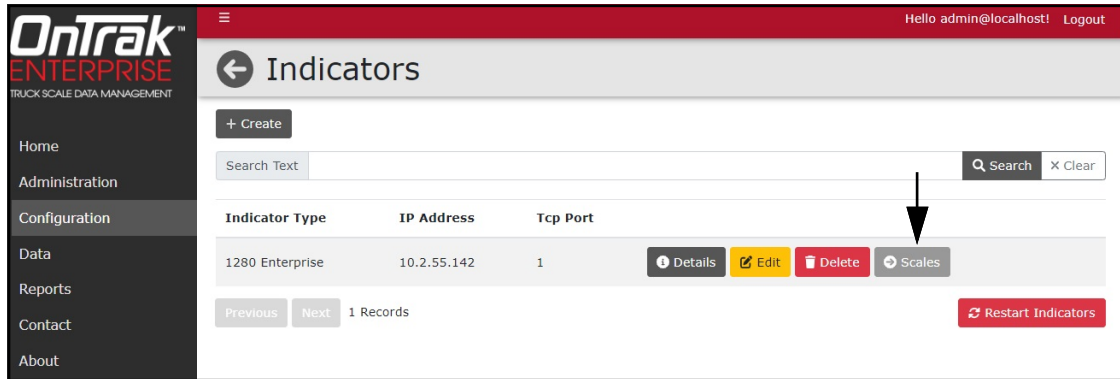 OnTrak™
ENTERPRISE
TRUCK SCALE DATA MANAGEMENT
Home
Administration
Configuration
Data
Reports
Contact
About
Hello admin@localhost! Logout
Indicators
+ Create
Search Text Search × Clear
Indicator Type IP Address Tcp Port
1280 Enterprise 10.2.55.142 1 Details Edit Delete Scales
Previous Next 1 Records Restart Indicators